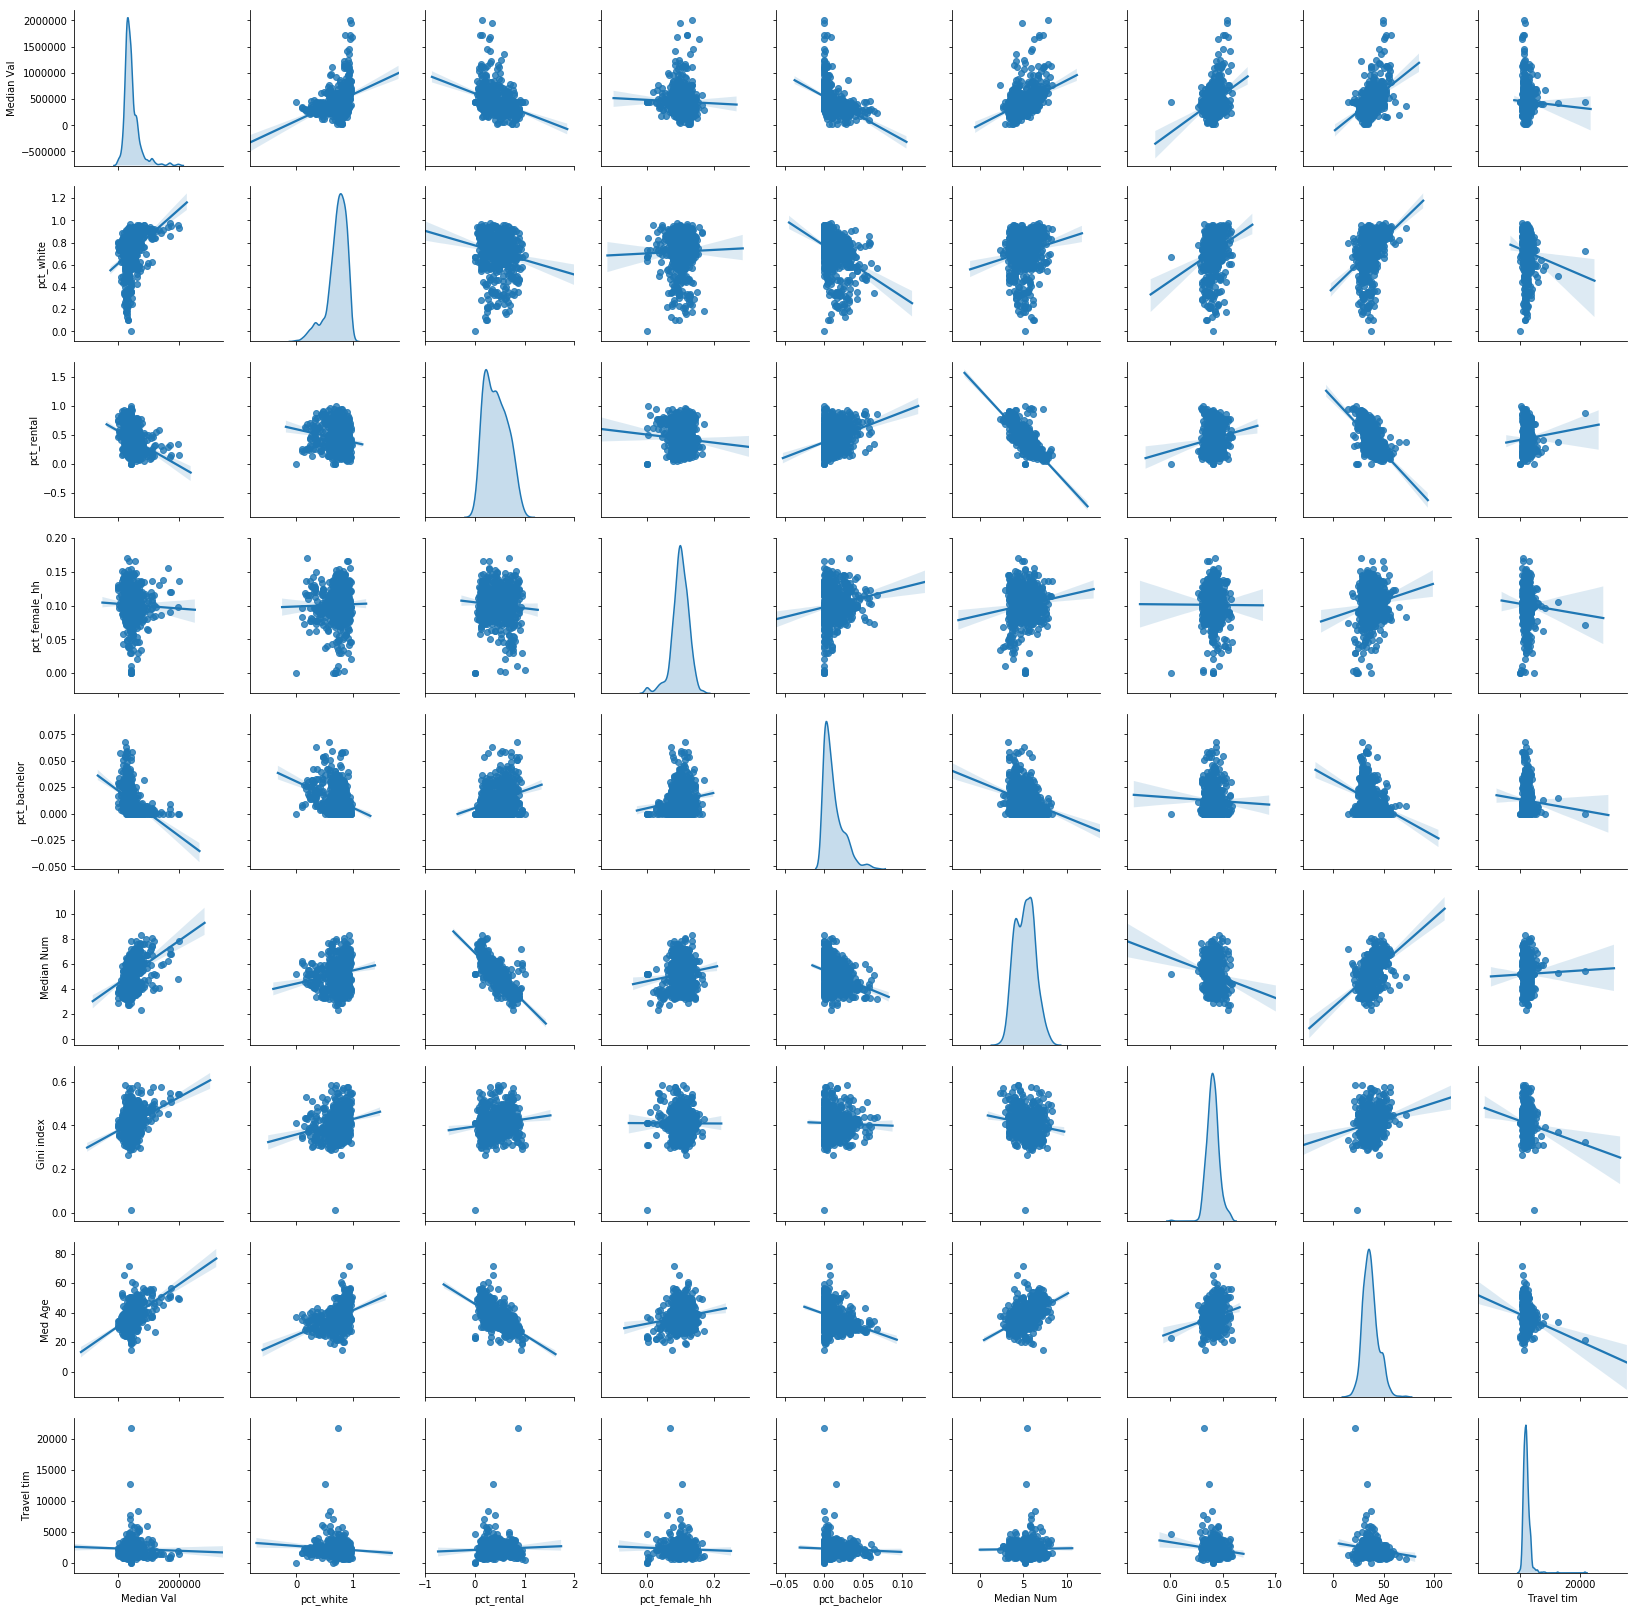 2000000
1500000
1000000
500000
0
−500000
Median Val
1.2
1.0
0.8
0.6
0.4
0.2
0.0
pct_white
1.5
1.0
0.5
0.0
−0.5
pct_rental
0.20
0.15
0.10
0.05
0.00
pct_female_hh
0.075
0.050
0.025
0.000
−0.025
−0.050
pct_bachelor
10
8
6
4
2
0
Median Num
0.6
0.4
0.2
0.0
Gini index
80
60
40
20
0
Med Age
20000
15000
10000
5000
0
Travel tim
0 2000000
0 1
−1 0 1 2
0.0 0.2
−0.05 0.00 0.05 0.10
0 5 10
0.0 0.5 1.0
0 50 100
0 20000
Median Val
pct_white
pct_rental
pct_female_hh
pct_bachelor
Median Num
Gini index
Med Age
Travel tim